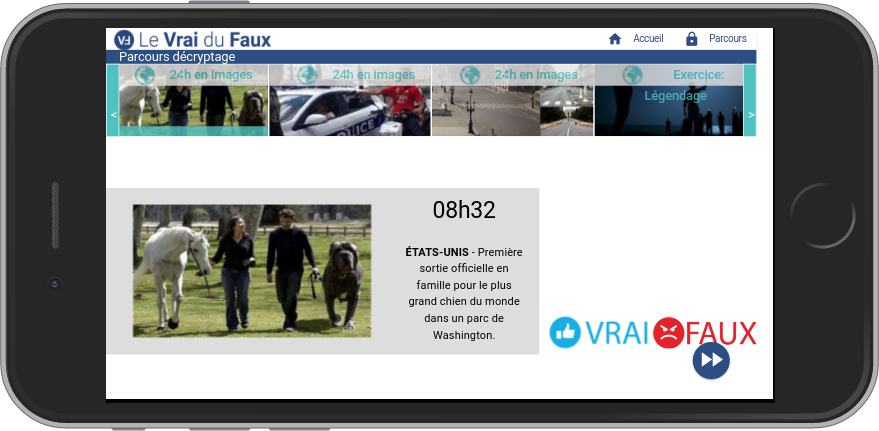 Le Vrai du Faux
Accueil
Parcours
Parcours décryptage
24h en images
24h en images
24h en images
Exercice:
Légendage
<
>
POLICE
08h32
ÉTATS-UNIS - Première
sortie officielle en
famille pour le plus
grand chien du monde
dans un parc de
Washington.
VRAI
FAUX